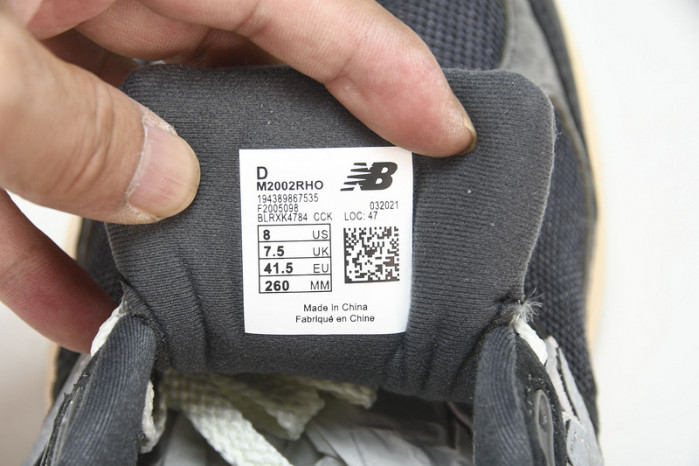 D
M2002RHO
NB
194389867535
F2005098
032021
BLRXK4784 CCK LOC: 47
8 US
7.5 UK
41.5 EU
260 MM
Made in China
Fabriqué en Chine